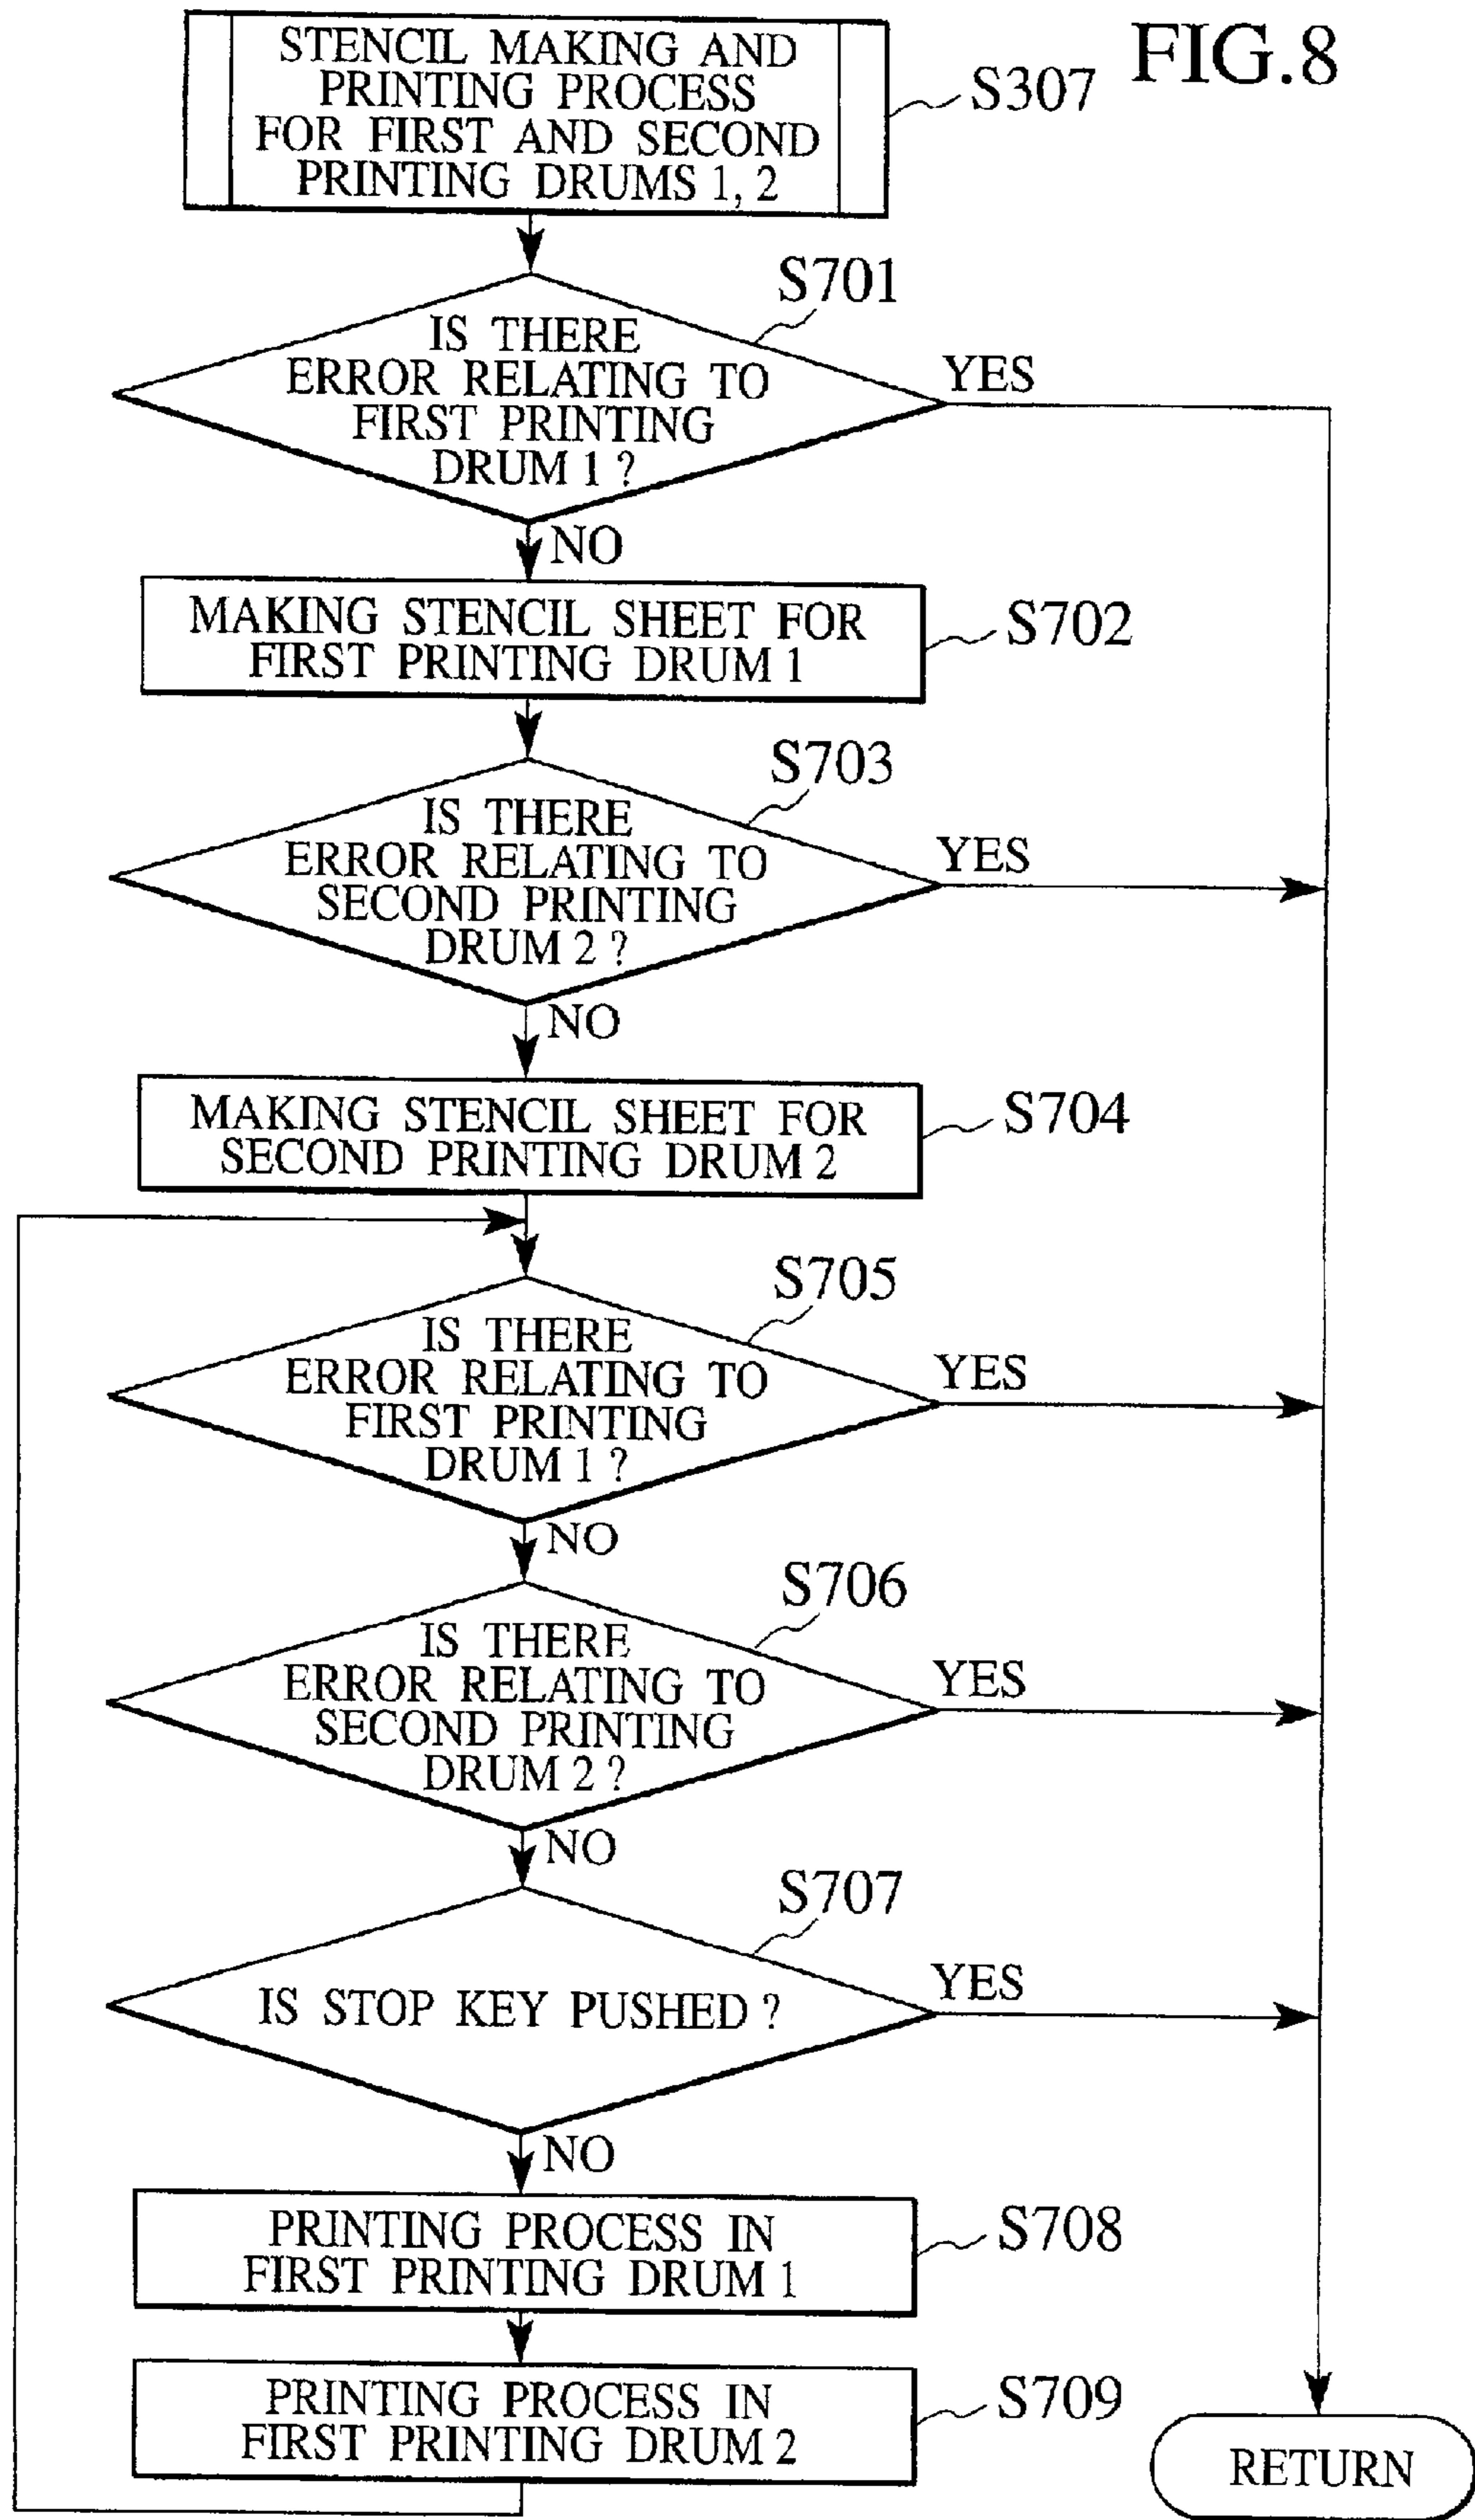 FIG.8
STENCIL MAKING AND
PRINTING PROCESS
FOR FIRST AND SECOND
PRINTING DRUMS 1, 2
S307
S701
IS THERE
ERROR RELATING TO
FIRST PRINTING
DRUM 1 ?
YES
NO
MAKING STENCIL SHEET FOR
FIRST PRINTING DRUM 1
S702
S703
IS THERE
ERROR RELATING TO
SECOND PRINTING
DRUM 2 ?
YES
NO
MAKING STENCIL SHEET FOR
SECOND PRINTING DRUM 2
S704
S705
IS THERE
ERROR RELATING TO
FIRST PRINTING
DRUM 1 ?
YES
NO
S706
IS THERE
ERROR RELATING TO
SECOND PRINTING
DRUM 2 ?
YES
NO
S707
IS STOP KEY PUSHED ?
YES
NO
PRINTING PROCESS IN
FIRST PRINTING DRUM 1
S708
PRINTING PROCESS IN
FIRST PRINTING DRUM 2
S709
RETURN